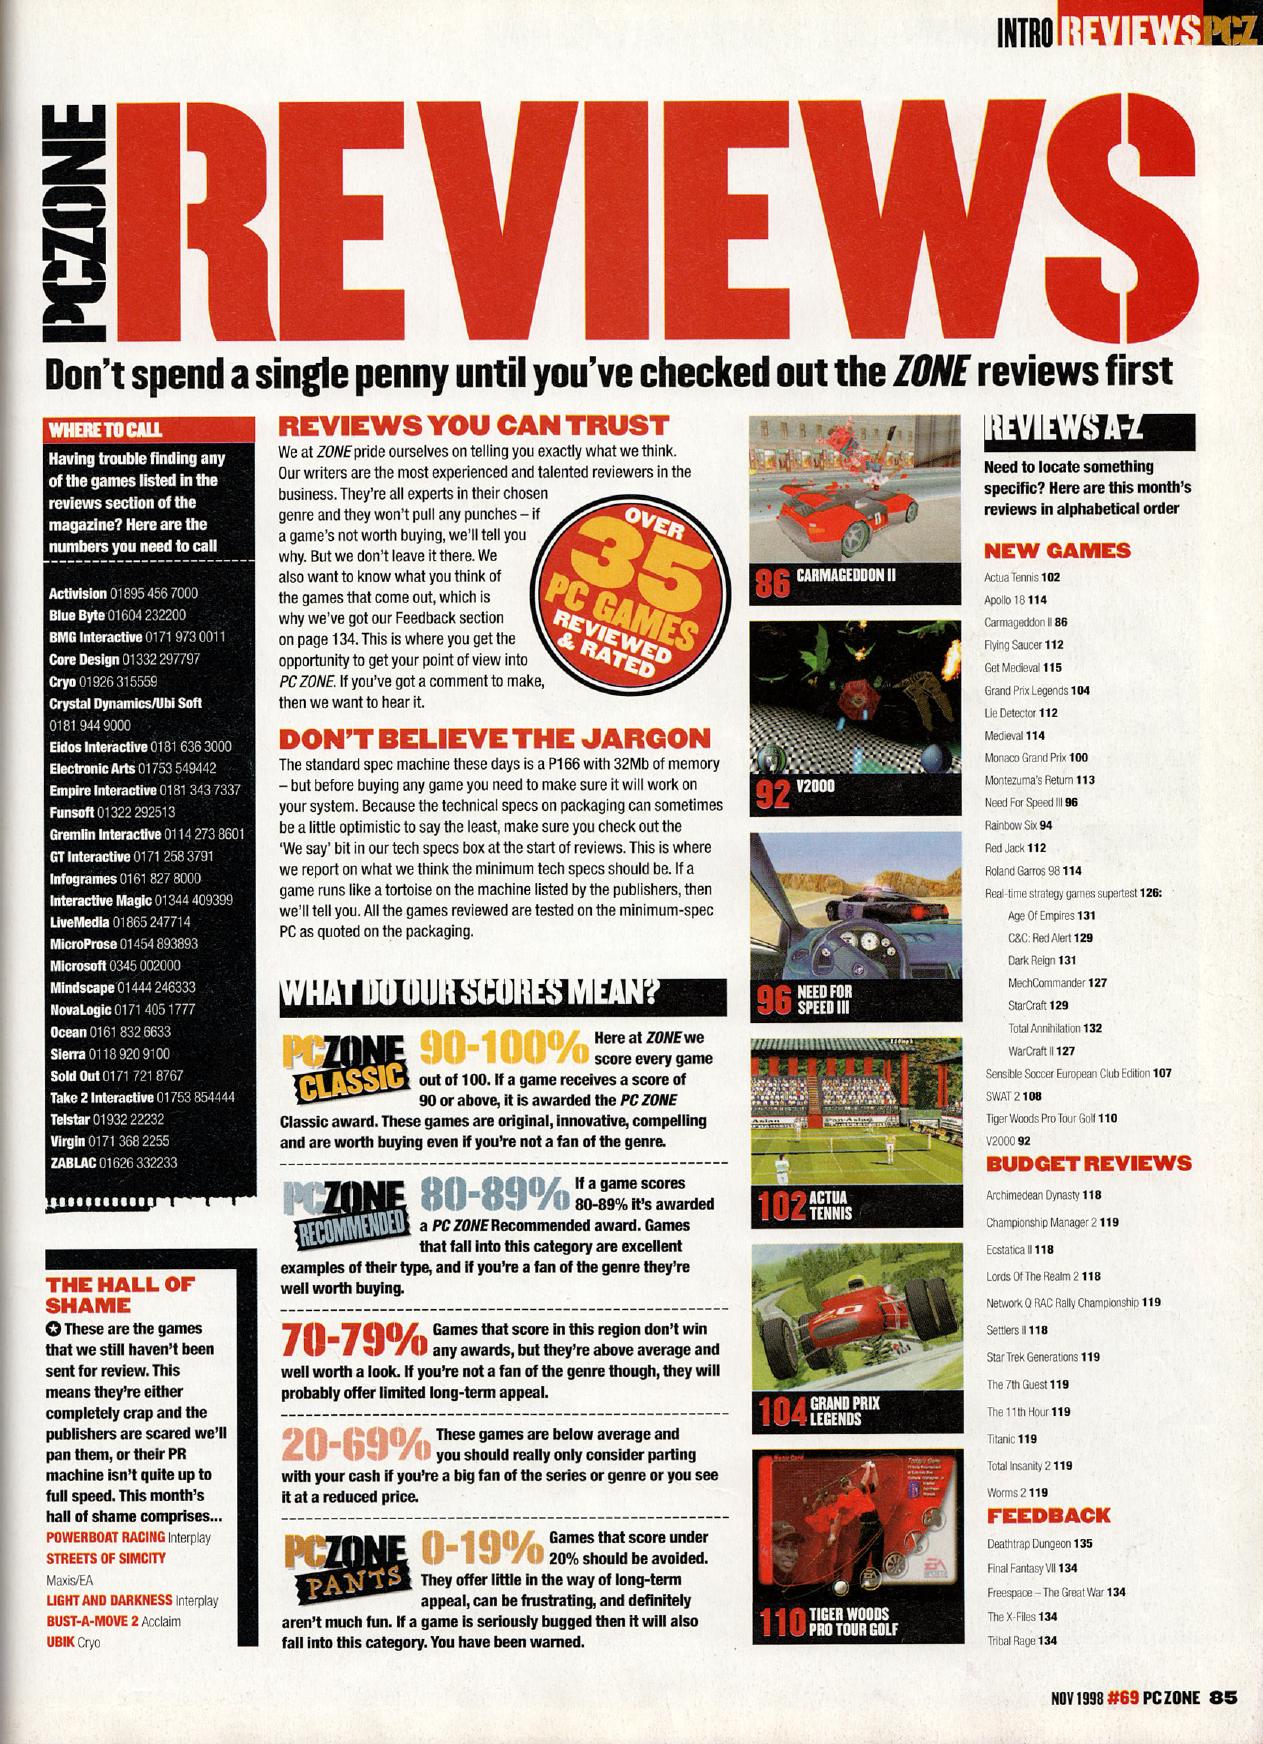 INTRO REVIEWS PCZ
PCZONE
REVIEWS
Don't spend a single penny until you've checked out the ZONE reviews first
WHERE TO CALL
Having trouble finding any
of the games listed in the
reviews section of the
magazine? Here are the
numbers you need to call
Activision 01895 456 7000
Blue Byte 01604 232200
BMG Interactive 0171 973 0011
Core Design 01332 297797
Cryo 01926 315559
Crystal Dynamics/Ubi Soft
0181 944 9000
Eidos Interactive 0181 636 3000
Electronic Arts 01753 549442
Empire Interactive 0181 343 7337
Funsoft 01322 292513
Gremlin Interactive 0114 273 8601
GT Interactive 0171 258 3791
Infogrames 0161 827 8000
Interactive Magic 01344 409399
LiveMedia 01865 247714
MicroProse 01454 893893
Microsoft 0345 002000
Mindscape 01444 246333
NovaLogic 0171 405 1777
Ocean 0161 832 6633
Sierra 0118 920 9100
Sold Out 0171 721 8767
Take 2 Interactive 01753 854444
Telstar 01932 22232
Virgin 0171 368 2255
ZABLAC 01626 332233
THE HALL OF
SHAME
These are the games
that we still haven't been
sent for review. This
means they're either
completely crap and the
publishers are scared we'll
pan them, or their PR
machine isn't quite up to
full speed. This month's
hall of shame comprises...
POWERBOAT RACING Interplay
STREETS OF SIMCITY
Maxis/EA
LIGHT AND DARKNESS Interplay
BUST-A-MOVE 2 Acclaim
UBIK Cryo
REVIEWS YOU CAN TRUST
We at ZONE pride ourselves on telling you exactly what we think.
Our writers are the most experienced and talented reviewers in the
business. They're all experts in their chosen
genre and they won't pull any punches – if
a game's not worth buying, we'll tell you
why. But we don't leave it there. We
also want to know what you think of
the games that come out, which is
why we've got our Feedback section
on page 134. This is where you get the
opportunity to get your point of view into
PC ZONE. If you've got a comment to make,
then we want to hear it.
OVER
35
PC GAMES
REVIEWED
& RATED
DON'T BELIEVE THE JARGON
The standard spec machine these days is a P166 with 32Mb of memory
– but before buying any game you need to make sure it will work on
your system. Because the technical specs on packaging can sometimes
be a little optimistic to say the least, make sure you check out the
'We say' bit in our tech specs box at the start of reviews. This is where
we report on what we think the minimum tech specs should be. If a
game runs like a tortoise on the machine listed by the publishers, then
we'll tell you. All the games reviewed are tested on the minimum-spec
PC as quoted on the packaging.
WHAT DO OUR SCORES MEAN?
PCZONE
CLASSIC
90-100% Here at ZONE we
score every game
out of 100. If a game receives a score of
90 or above, it is awarded the PC ZONE
Classic award. These games are original, innovative, compelling
and are worth buying even if you're not a fan of the genre.
PCZONE
RECOMMENDED
80-89% If a game scores
80-89% it's awarded
a PC ZONE Recommended award. Games
that fall into this category are excellent
examples of their type, and if you're a fan of the genre they're
well worth buying.
70-79% Games that score in this region don't win
any awards, but they're above average and
well worth a look. If you're not a fan of the genre though, they will
probably offer limited long-term appeal.
20-69% These games are below average and
you should really only consider parting
with your cash if you're a big fan of the series or genre or you see
it at a reduced price.
PCZONE
PANTS
0-19% Games that score under
20% should be avoided.
They offer little in the way of long-term
appeal, can be frustrating, and definitely
aren't much fun. If a game is seriously bugged then it will also
fall into this category. You have been warned.
86 CARMAGEDDON II
92 V2000
96 NEED FOR
SPEED III
102 ACTUA
TENNIS
20
104 GRAND PRIX
LEGENDS
EA
110 TIGER WOODS
PRO TOUR GOLF
REVIEWS A-Z
Need to locate something
specific? Here are this month's
reviews in alphabetical order
NEW GAMES
Actua Tennis 102
Apollo 18 114
Carmageddon II 86
Flying Saucer 112
Get Medieval 115
Grand Prix Legends 104
Lie Detector 112
Medieval 114
Monaco Grand Prix 100
Montezuma's Return 113
Need For Speed III 96
Rainbow Six 94
Red Jack 112
Roland Garros 98 114
Real-time strategy games supertest 126:
Age Of Empires 131
C&C: Red Alert 129
Dark Reign 131
MechCommander 127
StarCraft 129
Total Annihilation 132
WarCraft II 127
Sensible Soccer European Club Edition 107
SWAT 2 108
Tiger Woods Pro Tour Golf 110
V2000 92
BUDGET REVIEWS
Archimedean Dynasty 118
Championship Manager 2 119
Ecstatica II 118
Lords Of The Realm 2 118
Network Q RAC Rally Championship 119
Settlers II 118
Star Trek Generations 119
The 7th Guest 119
The 11th Hour 119
Titanic 119
Total Insanity 2 119
Worms 2 119
FEEDBACK
Deathtrap Dungeon 135
Final Fantasy VII 134
Freespace – The Great War 134
The X-Files 134
Tribal Rage 134
NOV 1998 #69 PC ZONE 85